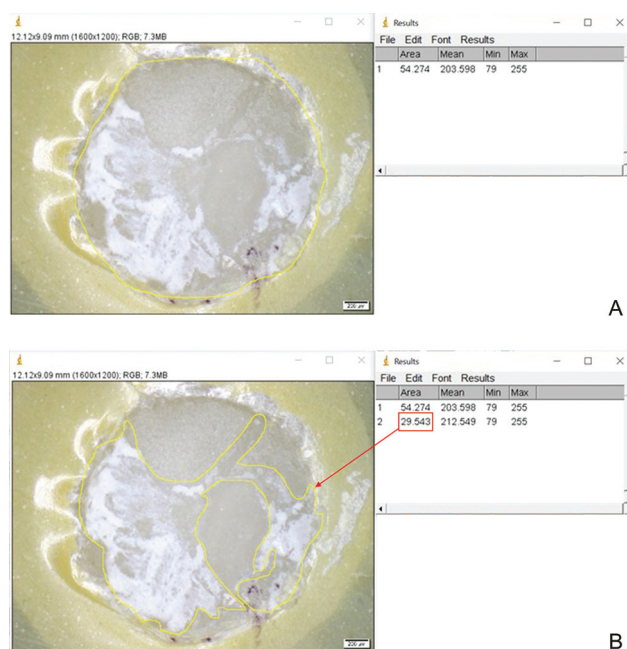 Results
12.12x9.09 mm (1600x1200); RGB; 7.3MB
File Edit Font Results
Area Mean Min Max
1 54.274 203.598 79 255
A
Results
12.12x9.09 mm (1600x1200); RGB; 7.3MB
File Edit Font Results
Area Mean Min Max
1 54.274 203.598 79 255
2 29.543 212.549 79 255
B